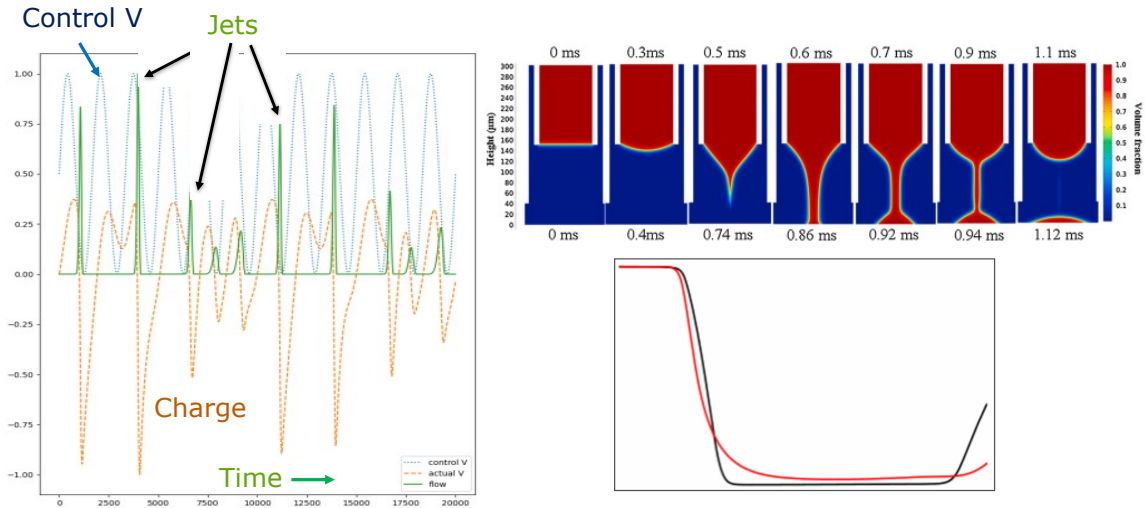 Control V
Jets
1.00
0.75
0.50
0.25
0.00
−0.25
−0.50
−0.75
−1.00
Charge
Time
control V
actual V
flow
0 2500 5000 7500 10000 12500 15000 17500 20000
0 ms 0.3ms 0.5 ms 0.6 ms 0.7 ms 0.9 ms 1.1 ms
Height (μm)
300
280
260
240
220
200
180
160
140
120
100
80
60
40
20
0
1.0
0.9
0.8
0.7
0.6
0.5
0.4
0.3
0.2
0.1
Volume fraction
0 ms 0.4ms 0.74 ms 0.86 ms 0.92 ms 0.94 ms 1.12 ms